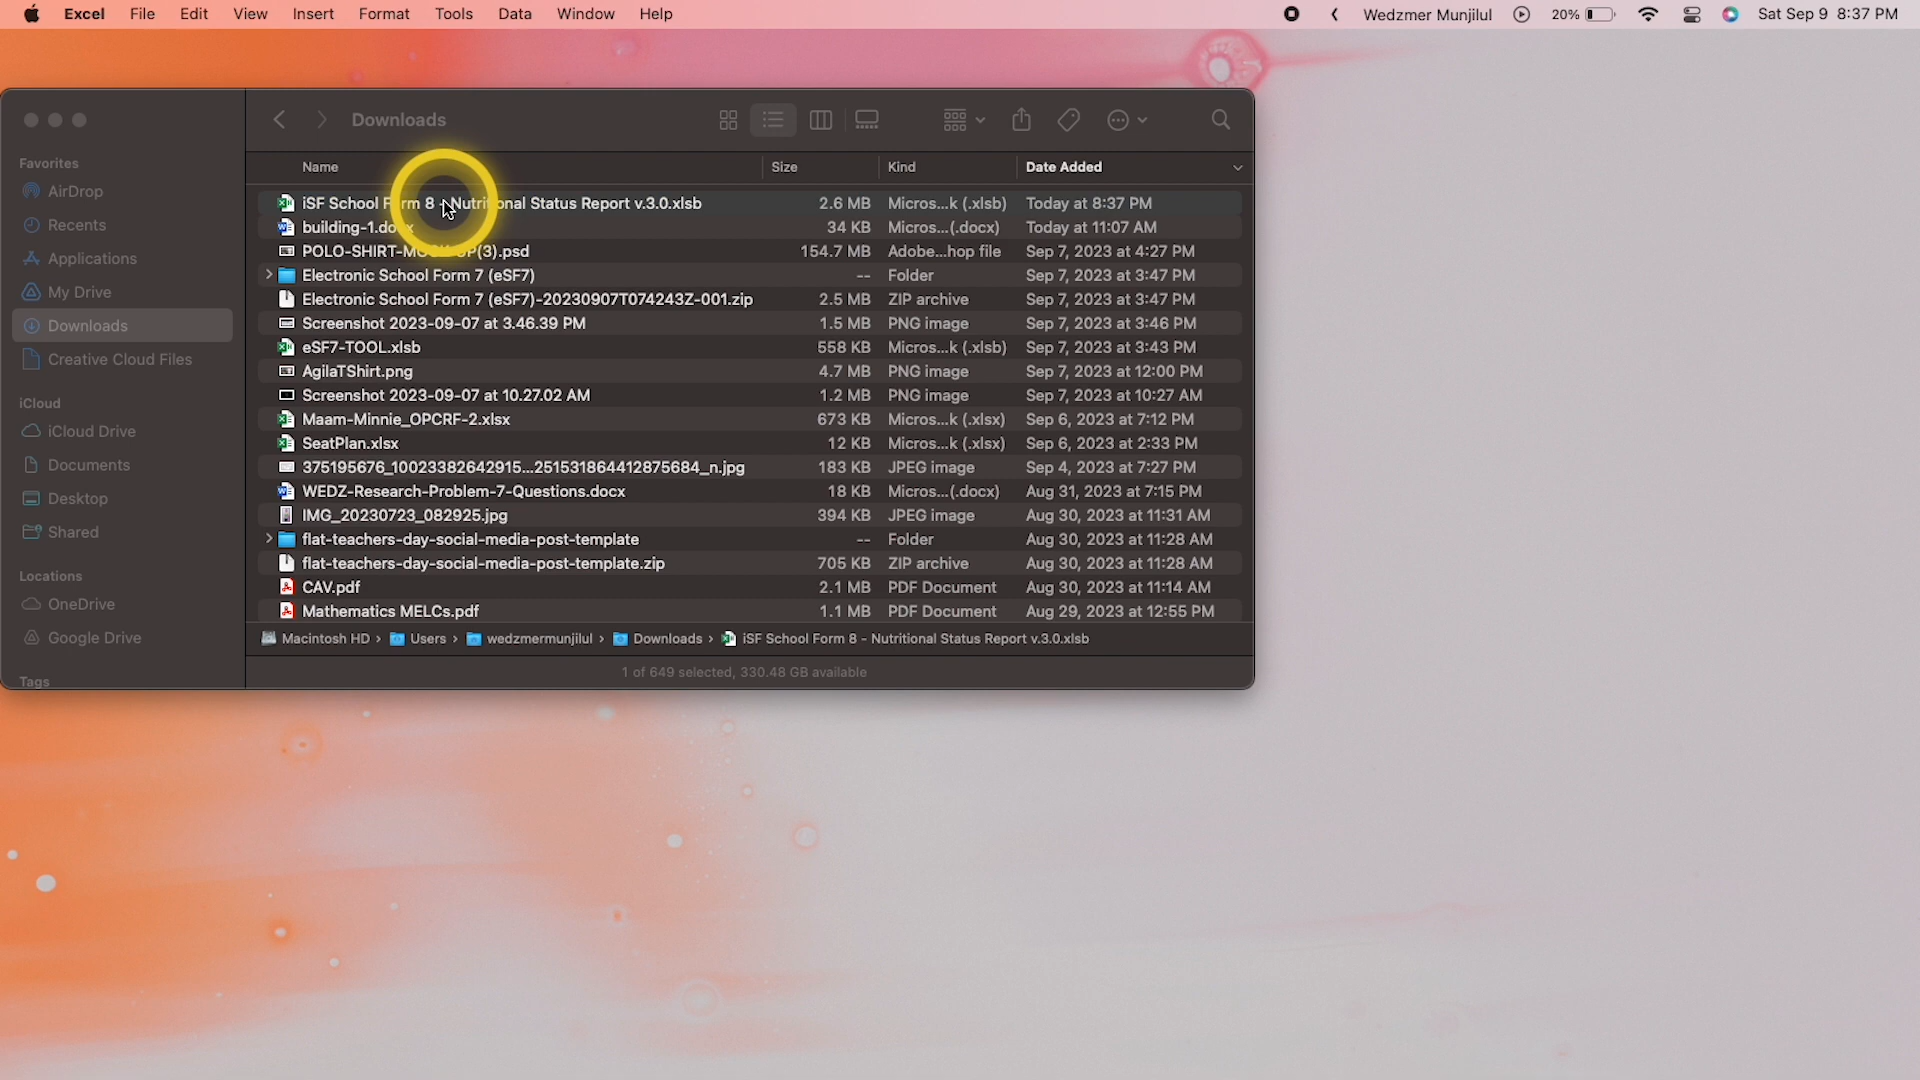 Excel File Edit View Insert Format Tools Data Window Help Wedzmer Munjilul 20% Sat Sep 9 8:37 PM
Downloads
Favorites
AirDrop
Recents
Applications
My Drive
Downloads
Creative Cloud Files
iCloud
iCloud Drive
Documents
Desktop
Shared
Locations
OneDrive
Google Drive
Tags
Name Size Kind Date Added
iSF School Form 8 - Nutritional Status Report v.3.0.xlsb 2.6 MB Micros...k (.xlsb) Today at 8:37 PM
building-1.docx 34 KB Micros...(.docx) Today at 11:07 AM
POLO-SHIRT-MOCK-UP(3).psd 154.7 MB Adobe...hop file Sep 7, 2023 at 4:27 PM
Electronic School Form 7 (eSF7) -- Folder Sep 7, 2023 at 3:47 PM
Electronic School Form 7 (eSF7)-20230907T074243Z-001.zip 2.5 MB ZIP archive Sep 7, 2023 at 3:47 PM
Screenshot 2023-09-07 at 3.46.39 PM 1.5 MB PNG image Sep 7, 2023 at 3:46 PM
eSF7-TOOL.xlsb 558 KB Micros...k (.xlsb) Sep 7, 2023 at 3:43 PM
AgilaTShirt.png 4.7 MB PNG image Sep 7, 2023 at 12:00 PM
Screenshot 2023-09-07 at 10.27.02 AM 1.2 MB PNG image Sep 7, 2023 at 10:27 AM
Maam-Minnie_OPCRF-2.xlsx 673 KB Micros...k (.xlsx) Sep 6, 2023 at 7:12 PM
SeatPlan.xlsx 12 KB Micros...k (.xlsx) Sep 6, 2023 at 2:33 PM
375195676_10023382642915...251531864412875684_n.jpg 183 KB JPEG image Sep 4, 2023 at 7:27 PM
WEDZ-Research-Problem-7-Questions.docx 18 KB Micros...(.docx) Aug 31, 2023 at 7:15 PM
IMG_20230723_082925.jpg 394 KB JPEG image Aug 30, 2023 at 11:31 AM
flat-teachers-day-social-media-post-template -- Folder Aug 30, 2023 at 11:28 AM
flat-teachers-day-social-media-post-template.zip 705 KB ZIP archive Aug 30, 2023 at 11:28 AM
CAV.pdf 2.1 MB PDF Document Aug 30, 2023 at 11:14 AM
Mathematics MELCs.pdf 1.1 MB PDF Document Aug 29, 2023 at 12:55 PM
Macintosh HD › Users › wedzmermunjilul › Downloads › iSF School Form 8 - Nutritional Status Report v.3.0.xlsb
1 of 649 selected, 330.48 GB available